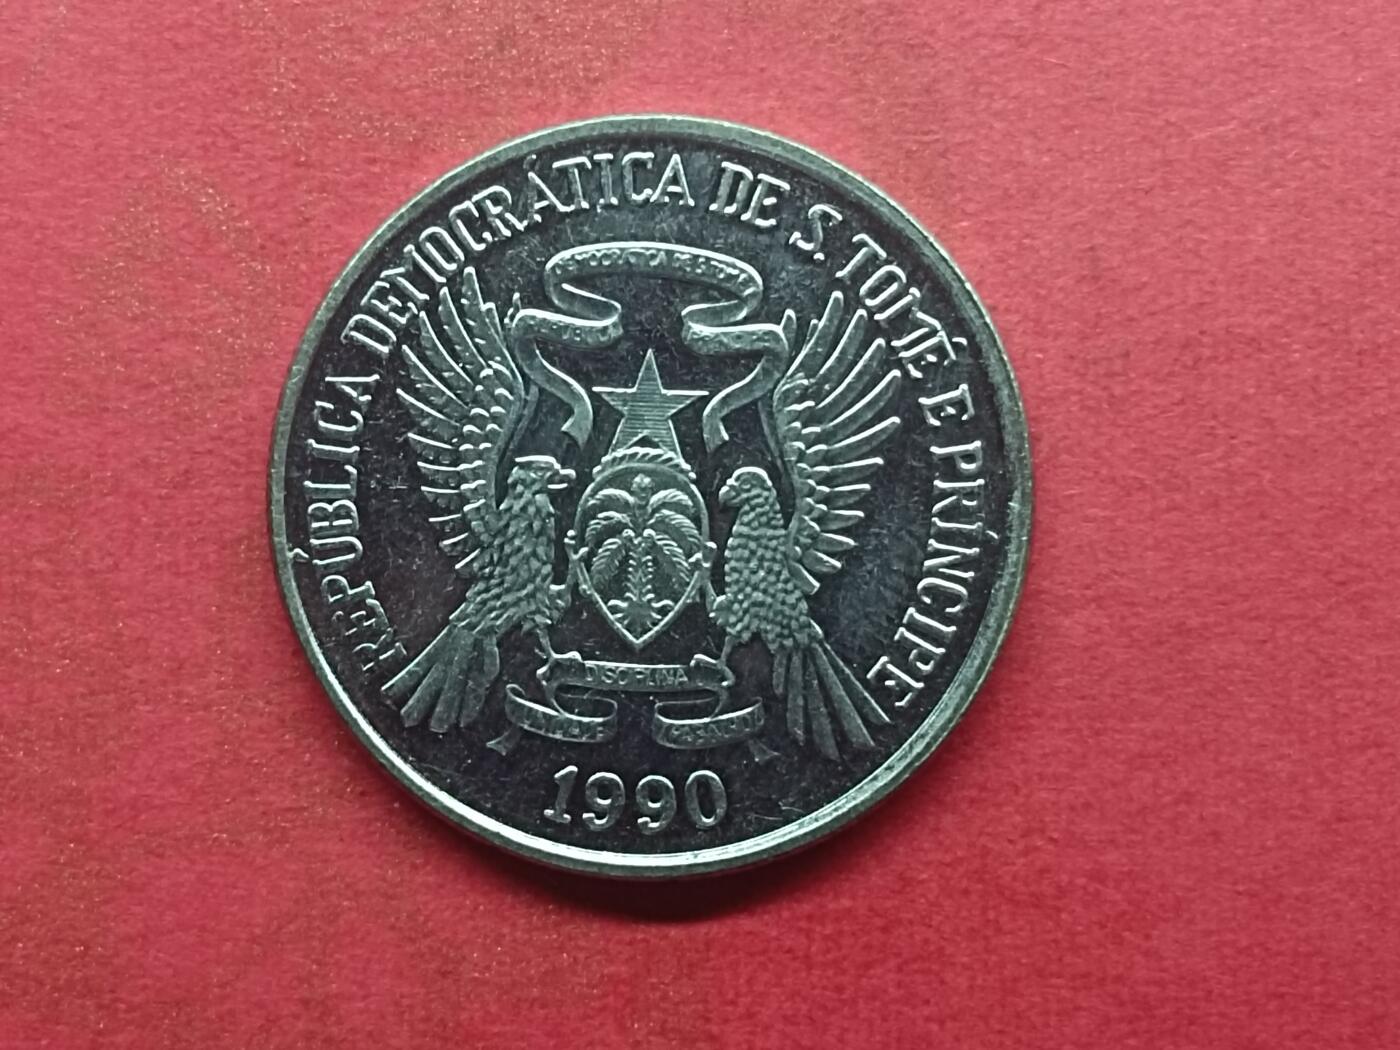 REPÚBLICA DEMOCRÁTICA DE S. TOMÉ E PRÍNCIPE
DISCIPLINA
1990